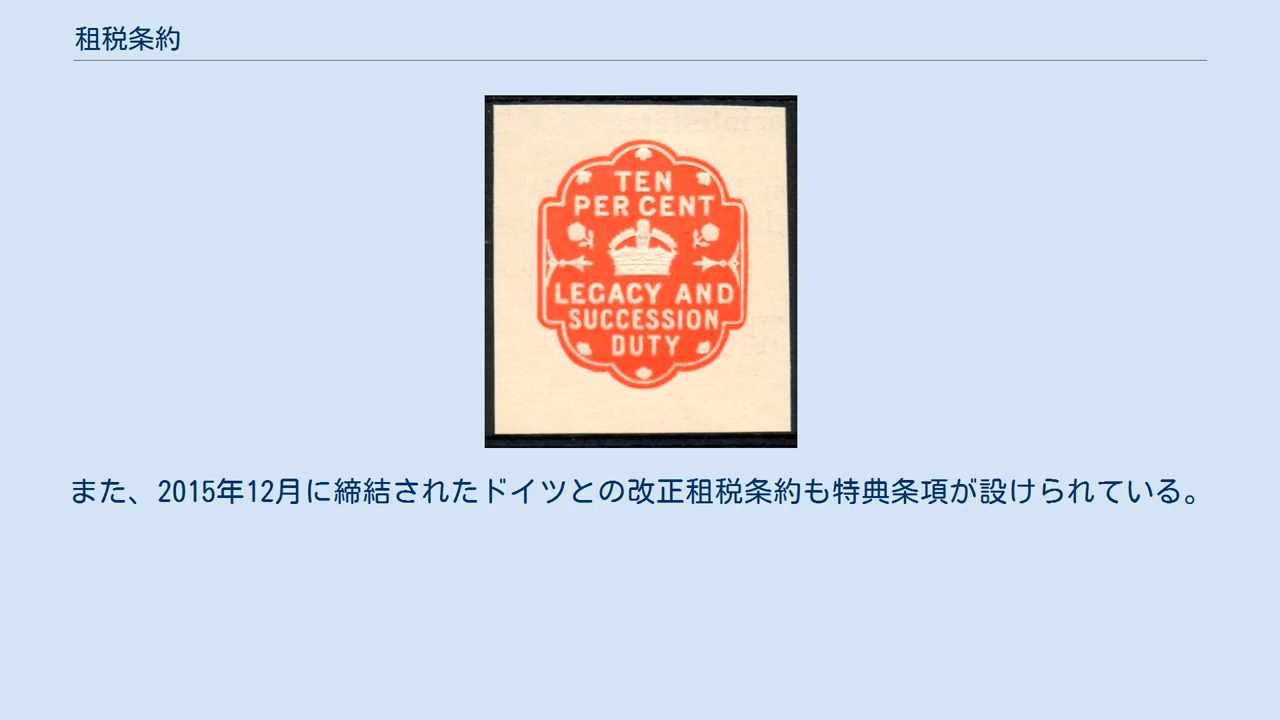 租税条約
TEN
PER CENT
LEGACY AND
SUCCESSION
DUTY
また、2015年12月に締結されたドイツとの改正租税条約も特典条項が設けられている。